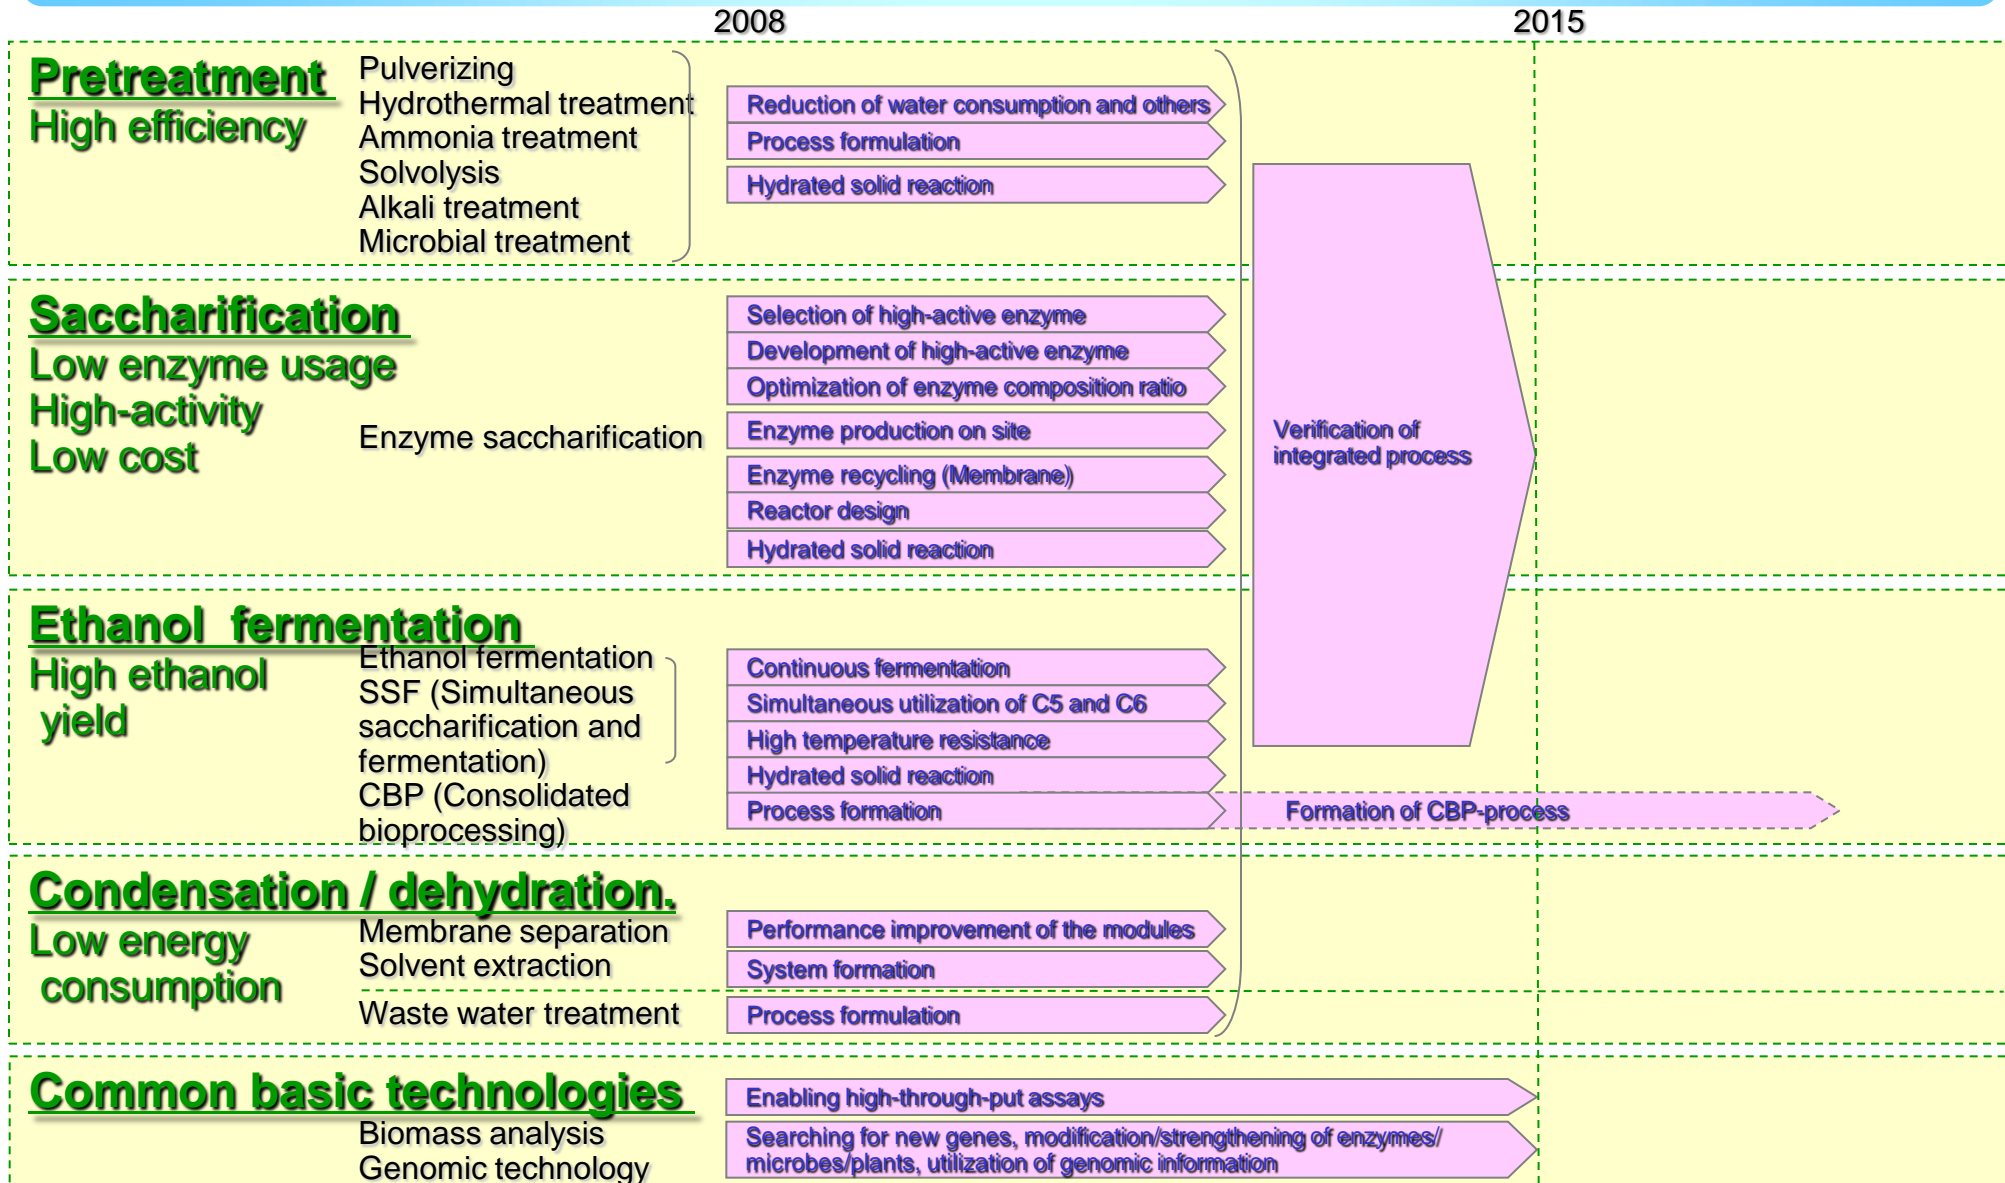 2008
2015
Pretreatment
High efficiency
Pulverizing
Hydrothermal treatment
Ammonia treatment
Solvolysis
Alkali treatment
Microbial treatment
Reduction of water consumption and others
Process formulation
Hydrated solid reaction
Saccharification
Low enzyme usage
High-activity
Low cost
Enzyme saccharification
Selection of high-active enzyme
Development of high-active enzyme
Optimization of enzyme composition ratio
Enzyme production on site
Enzyme recycling (Membrane)
Reactor design
Hydrated solid reaction
Verification of
integrated process
Ethanol fermentation
High ethanol
yield
Ethanol fermentation
SSF (Simultaneous
saccharification and
fermentation)
CBP (Consolidated
bioprocessing)
Continuous fermentation
Simultaneous utilization of C5 and C6
High temperature resistance
Hydrated solid reaction
Process formation
Formation of CBP-process
Condensation / dehydration.
Low energy
consumption
Membrane separation
Solvent extraction
Waste water treatment
Performance improvement of the modules
System formation
Process formulation
Common basic technologies
Biomass analysis
Genomic technology
Enabling high-through-put assays
Searching for new genes, modification/strengthening of enzymes/
microbes/plants, utilization of genomic information